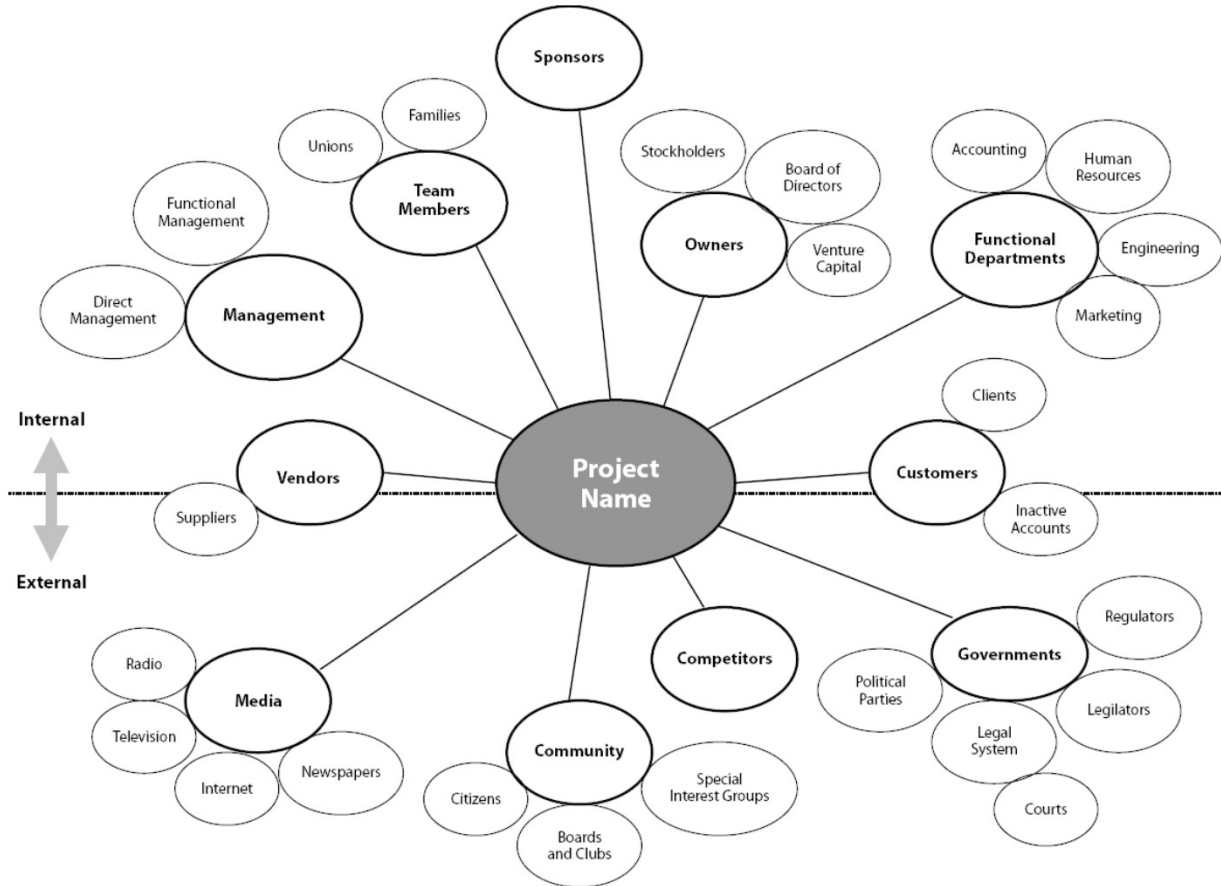 Sponsors
Families
Unions
Team
Members
Stockholders
Board of
Directors
Owners
Venture
Capital
Accounting
Human
Resources
Functional
Departments
Engineering
Marketing
Functional
Management
Direct
Management
Management
Internal
External
Vendors
Suppliers
Project
Name
Clients
Customers
Inactive
Accounts
Radio
Media
Television
Internet
Newspapers
Community
Citizens
Boards
and Clubs
Special
Interest Groups
Competitors
Regulators
Governments
Political
Parties
Legilators
Legal
System
Courts